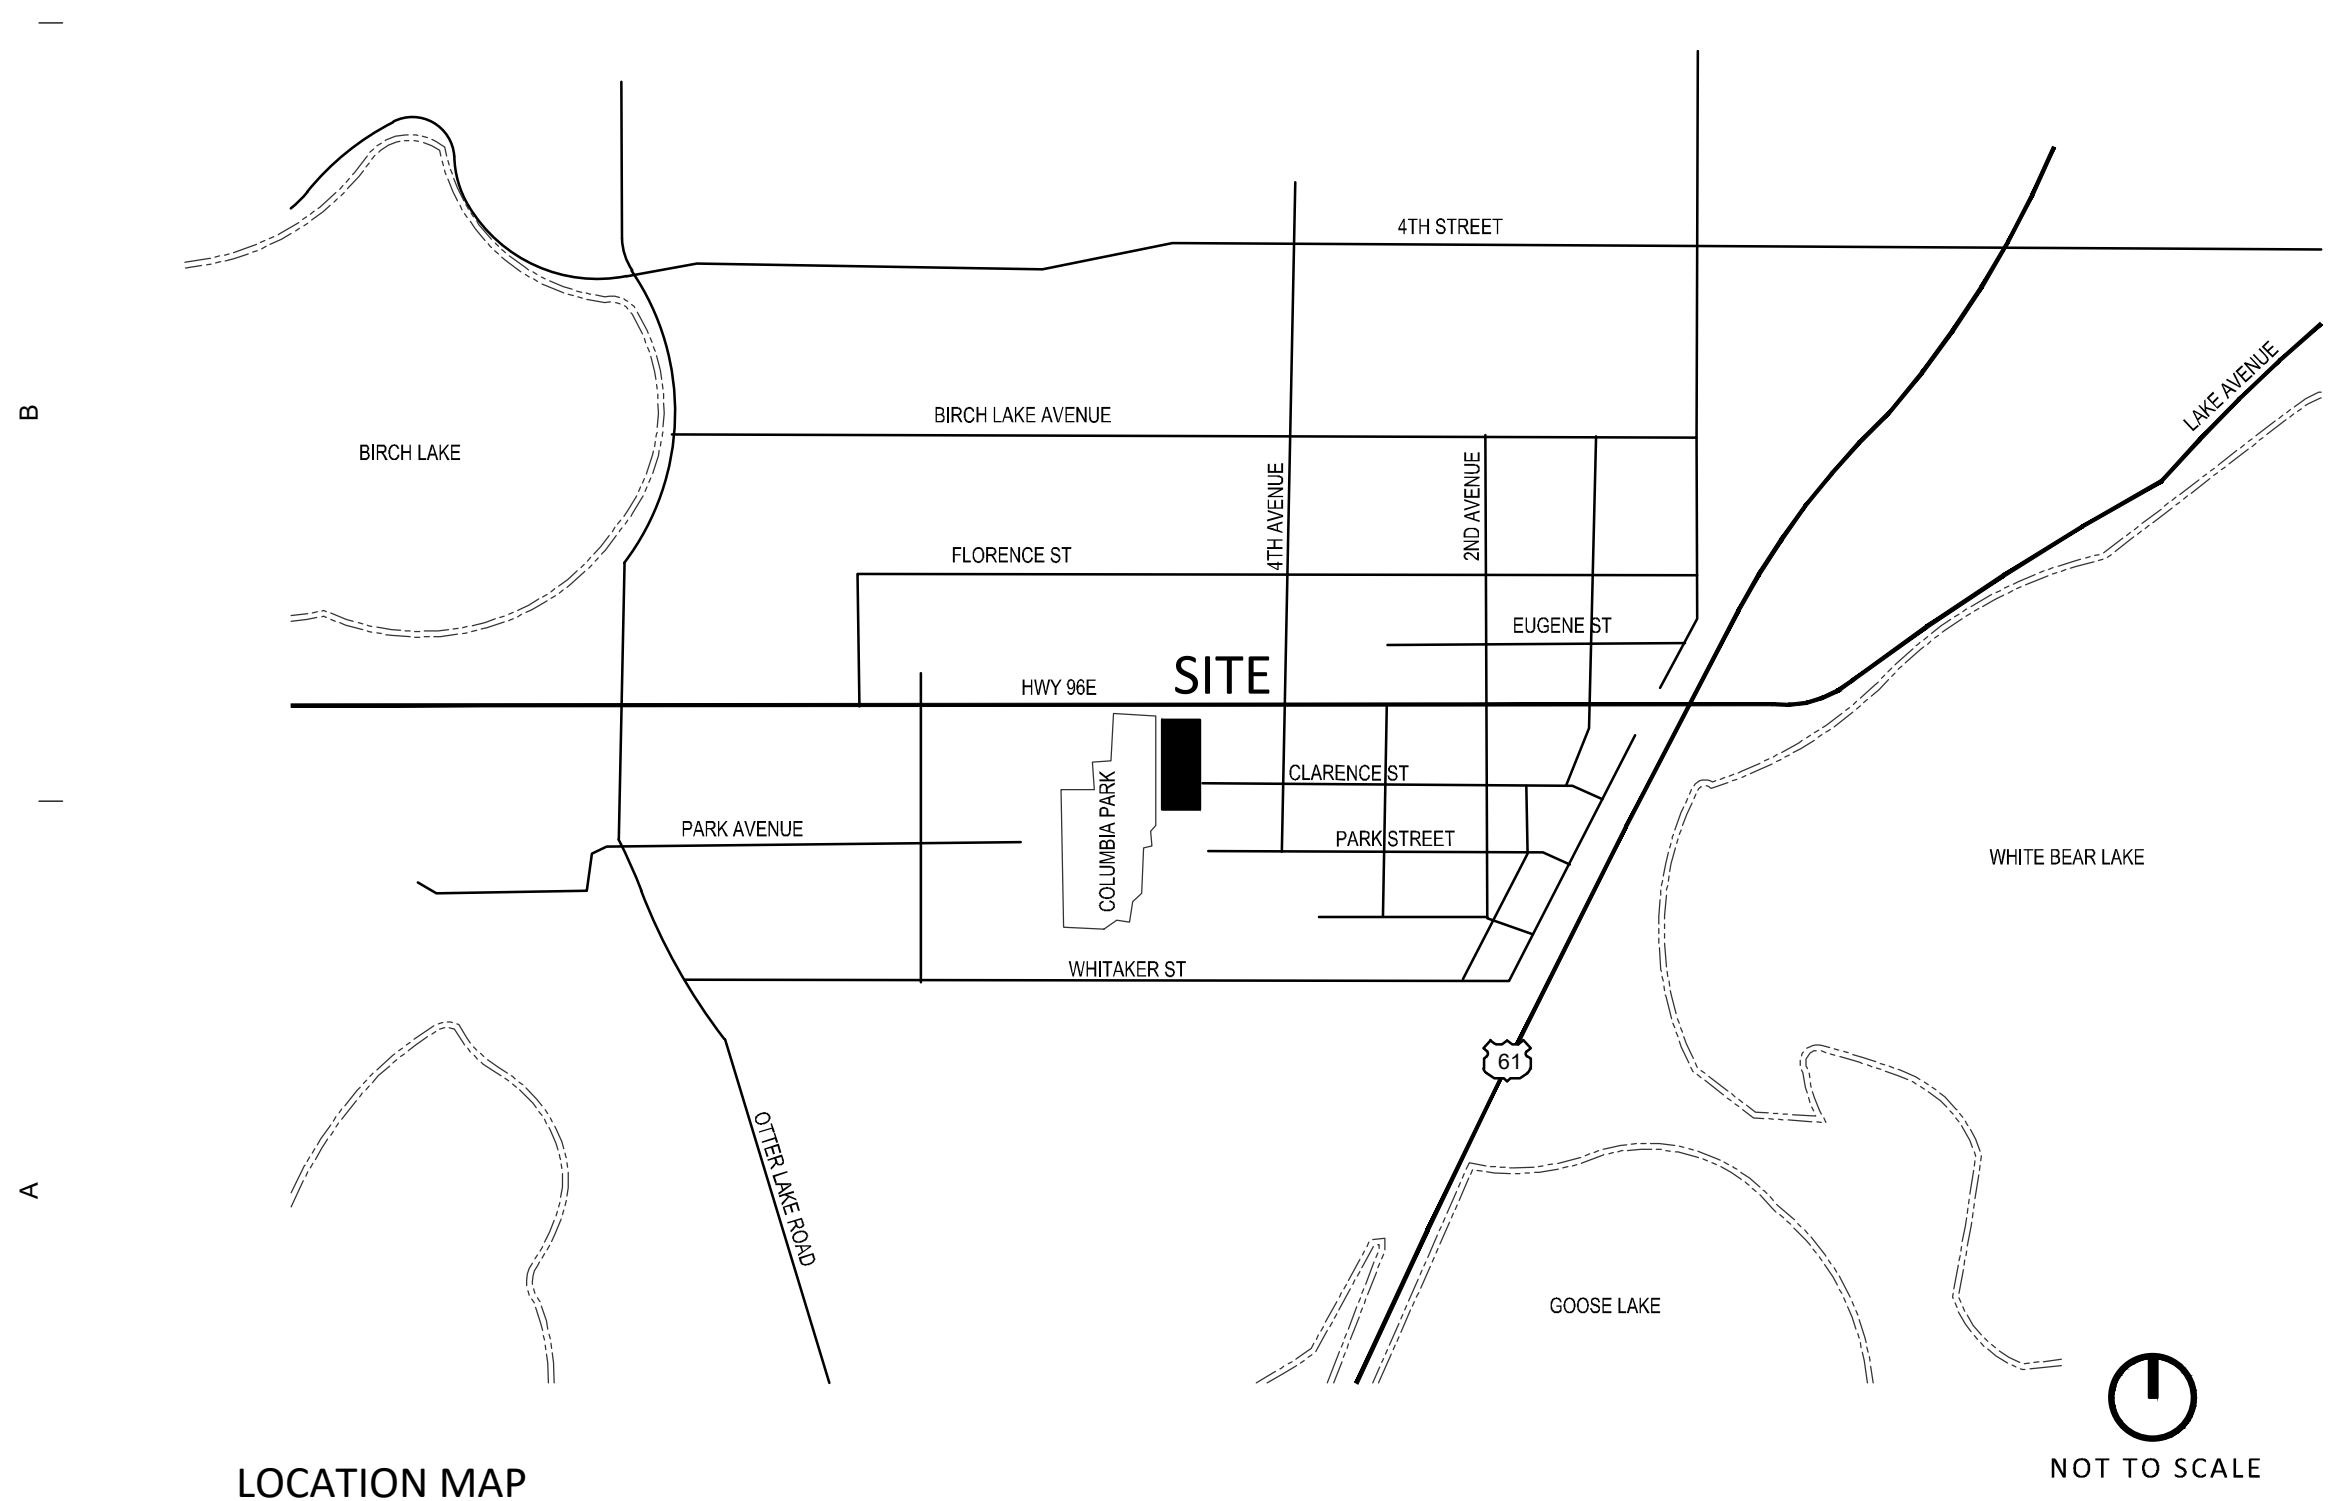 4TH STREET
LAKE AVENUE
B
BIRCH LAKE AVENUE
BIRCH LAKE
4TH AVENUE
2ND AVENUE
FLORENCE ST
EUGENE ST
SITE
HWY 96E
CLARENCE ST
COLUMBIA PARK
PARK AVENUE
PARK STREET
WHITE BEAR LAKE
WHITAKER ST
61
A
OTTER LAKE ROAD
GOOSE LAKE
NOT TO SCALE
LOCATION MAP